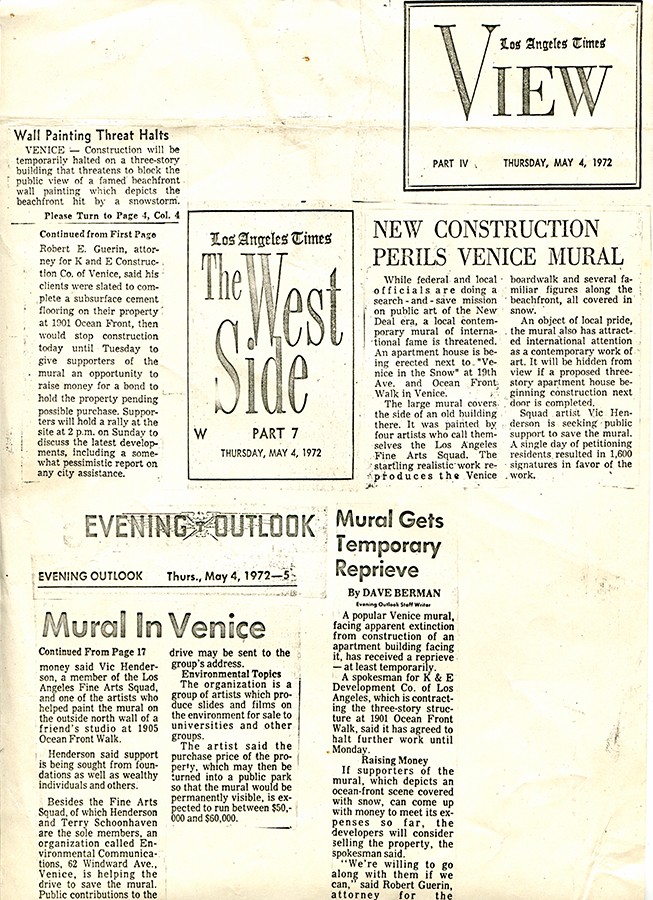 Los Angeles Times
VIEW
PART IV THURSDAY, MAY 4, 1972
Wall Painting Threat Halts
VENICE — Construction will be
temporarily halted on a three-story
building that threatens to block the
public view of a famed beachfront
wall painting which depicts the
beachfront hit by a snowstorm.
Please Turn to Page 4, Col. 4
Continued from First Page
Robert E. Guerin, attor-
ney for K and E Construc-
tion Co. of Venice, said his
clients were slated to com-
plete a subsurface cement
flooring on their property
at 1901 Ocean Front, then
would stop construction
today until Tuesday to
give supporters of the
mural an opportunity to
raise money for a bond to
hold the property pending
possible purchase. Suppor-
ters will hold a rally at the
site at 2 p.m. on Sunday to
discuss the latest develop-
ments, including a some-
what pessimistic report on
any city assistance.
Los Angeles Times
The West
Side
W PART 7
THURSDAY, MAY 4, 1972
NEW CONSTRUCTION
PERILS VENICE MURAL
While federal and local
officials are doing a
search-and-save mission
on public art of the New
Deal era, a local contem-
porary mural of interna-
tional fame is threatened.
An apartment house is be-
ing erected next to "Ve-
nice in the Snow" at 19th
Ave. and Ocean Front
Walk in Venice.
The large mural covers
the side of an old building
there. It was painted by
four artists who call them-
selves the Los Angeles
Fine Arts Squad. The
startling realistic work re-
produces the Venice
boardwalk and several fa-
miliar figures along the
beachfront, all covered in
snow.
An object of local pride,
the mural also has attract-
ed international attention
as a contemporary work of
art. It will be hidden from
view if a proposed three-
story apartment house be-
ginning construction next
door is completed.
Squad artist Vic Hen-
derson is seeking public
support to save the mural.
A single day of petitioning
residents resulted in 1,600
signatures in favor of the
work.
EVENING OUTLOOK
EVENING OUTLOOK Thurs., May 4, 1972—5
Mural In Venice
Continued From Page 17
money said Vic Hender-
son, a member of the Los
Angeles Fine Arts Squad,
and one of the artists who
helped paint the mural on
the outside north wall of a
friend's studio at 1905
Ocean Front Walk.
Henderson said support
is being sought from foun-
dations as well as wealthy
individuals and others.
Besides the Fine Arts
Squad, of which Henderson
and Terry Schoonhaven
are the sole members, an
organization called En-
vironmental Communica-
tions, 62 Windward Ave.,
Venice, is helping the
drive to save the mural.
Public contributions to the
drive may be sent to the
group's address.
Environmental Topics
The organization is a
group of artists which pro-
duce slides and films on
the environment for sale to
universities and other
groups.
The artist said the
purchase price of the pro-
perty, which may then be
turned into a public park
so that the mural would be
permanently visible, is ex-
pected to run between $50,-
000 and $60,000.
Mural Gets
Temporary
Reprieve
By DAVE BERMAN
Evening Outlook Staff Writer
A popular Venice mural,
facing apparent extinction
from construction of an
apartment building facing
it, has received a reprieve
— at least temporarily.
A spokesman for K & E
Development Co. of Los
Angeles, which is contract-
ing the three-story struc-
ture at 1901 Ocean Front
Walk, said it has agreed to
halt further work until
Monday.
Raising Money
If supporters of the
mural, which depicts an
ocean-front scene covered
with snow, can come up
with money to meet its ex-
penses so far, the
developers will consider
selling the property, the
spokesman said.
"We're willing to go
along with them if we
can," said Robert Guerin,
attorney for the